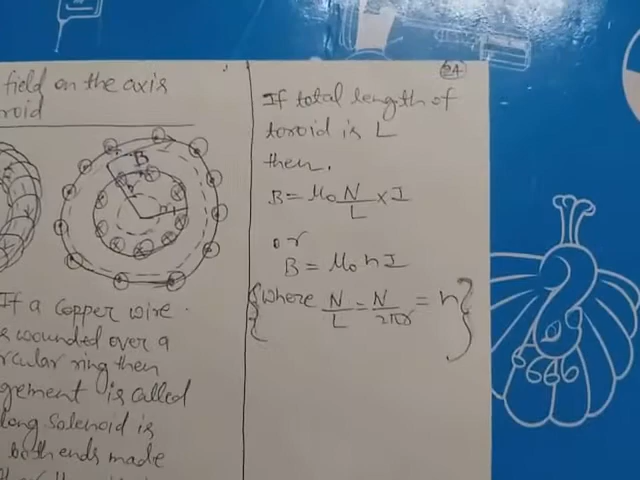 field on the axis
roid
B
If a Copper wire
s wounded over a
rcular ring then
gement is called
long solenoid is
both ends made
24
If total length of
toroid is L
then,
B = μ₀ N/L × I
or
B = μ₀ n I
{where N/L = N/2πr = n}